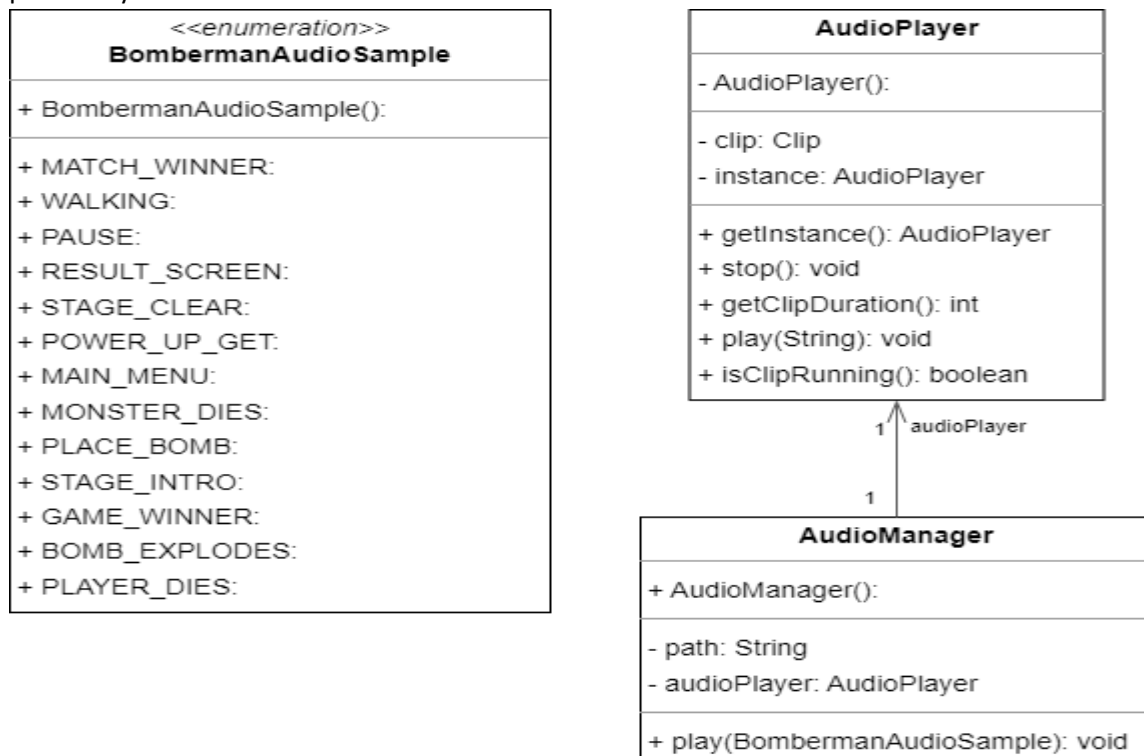 <<enumeration>>
BombermanAudioSample
+ BombermanAudioSample():
+ MATCH_WINNER:
+ WALKING:
+ PAUSE:
+ RESULT_SCREEN:
+ STAGE_CLEAR:
+ POWER_UP_GET:
+ MAIN_MENU:
+ MONSTER_DIES:
+ PLACE_BOMB:
+ STAGE_INTRO:
+ GAME_WINNER:
+ BOMB_EXPLODES:
+ PLAYER_DIES:
AudioPlayer
- AudioPlayer():
- clip: Clip
- instance: AudioPlayer
+ getInstance(): AudioPlayer
+ stop(): void
+ getClipDuration(): int
+ play(String): void
+ isClipRunning(): boolean
1 audioPlayer
1
AudioManager
+ AudioManager():
- path: String
- audioPlayer: AudioPlayer
+ play(BombermanAudioSample): void